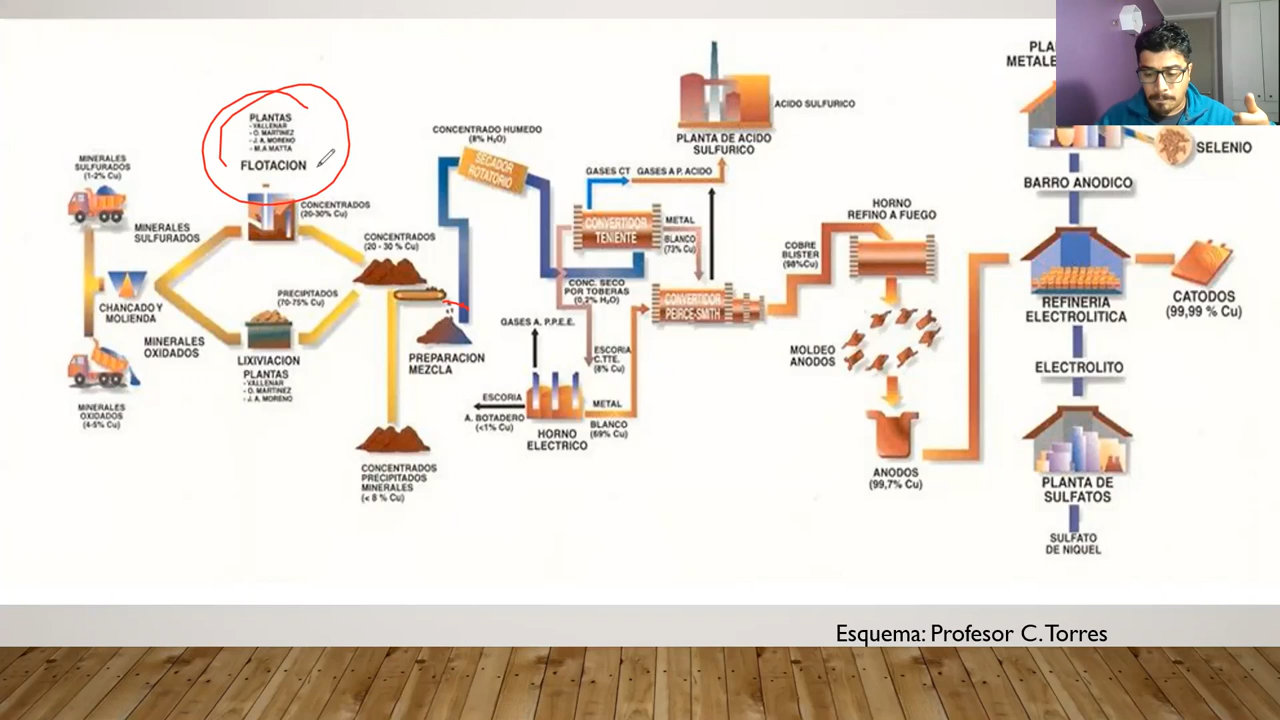 MINERALES
SULFURADOS
(1-2% Cu)
MINERALES
SULFURADOS
CHANCADO Y
MOLIENDA
MINERALES
OXIDADOS
MINERALES
OXIDADOS
(4-5% Cu)
PLANTAS
- VALLENAR
- O. MARTINEZ
- J. A. MORENO
- M.A MATTA
FLOTACION
CONCENTRADOS
(20-30% Cu)
PRECIPITADOS
(70-75% Cu)
LIXIVIACION
PLANTAS
- VALLENAR
- O. MARTINEZ
- J. A. MORENO
CONCENTRADOS
(20 - 30 % Cu)
PREPARACION
MEZCLA
CONCENTRADOS
PRECIPITADOS
MINERALES
(< 8 % Cu)
CONCENTRADO HUMEDO
(8% H₂O)
SECADOR
ROTATORIO
GASES CT
GASES A P. ACIDO
CONVERTIDOR
TENIENTE
METAL
BLANCO
(73% Cu)
CONC. SECO
POR TOBERAS
(0,2% H₂O)
PLANTA DE ACIDO
SULFURICO
ACIDO SULFURICO
CONVERTIDOR
PEIRCE-SMITH
GASES A. P.P.E.E.
ESCORIA
C.TTE.
(8% Cu)
ESCORIA
A. BOTADERO
(<1% Cu)
HORNO
ELECTRICO
METAL
BLANCO
(69% Cu)
COBRE
BLISTER
(98%Cu)
HORNO
REFINO A FUEGO
MOLDEO
ANODOS
ANODOS
(99,7% Cu)
PLA
METALE
SELENIO
BARRO ANODICO
REFINERIA
ELECTROLITICA
CATODOS
(99,99 % Cu)
ELECTROLITO
PLANTA DE
SULFATOS
SULFATO
DE NIQUEL
Esquema: Profesor C. Torres